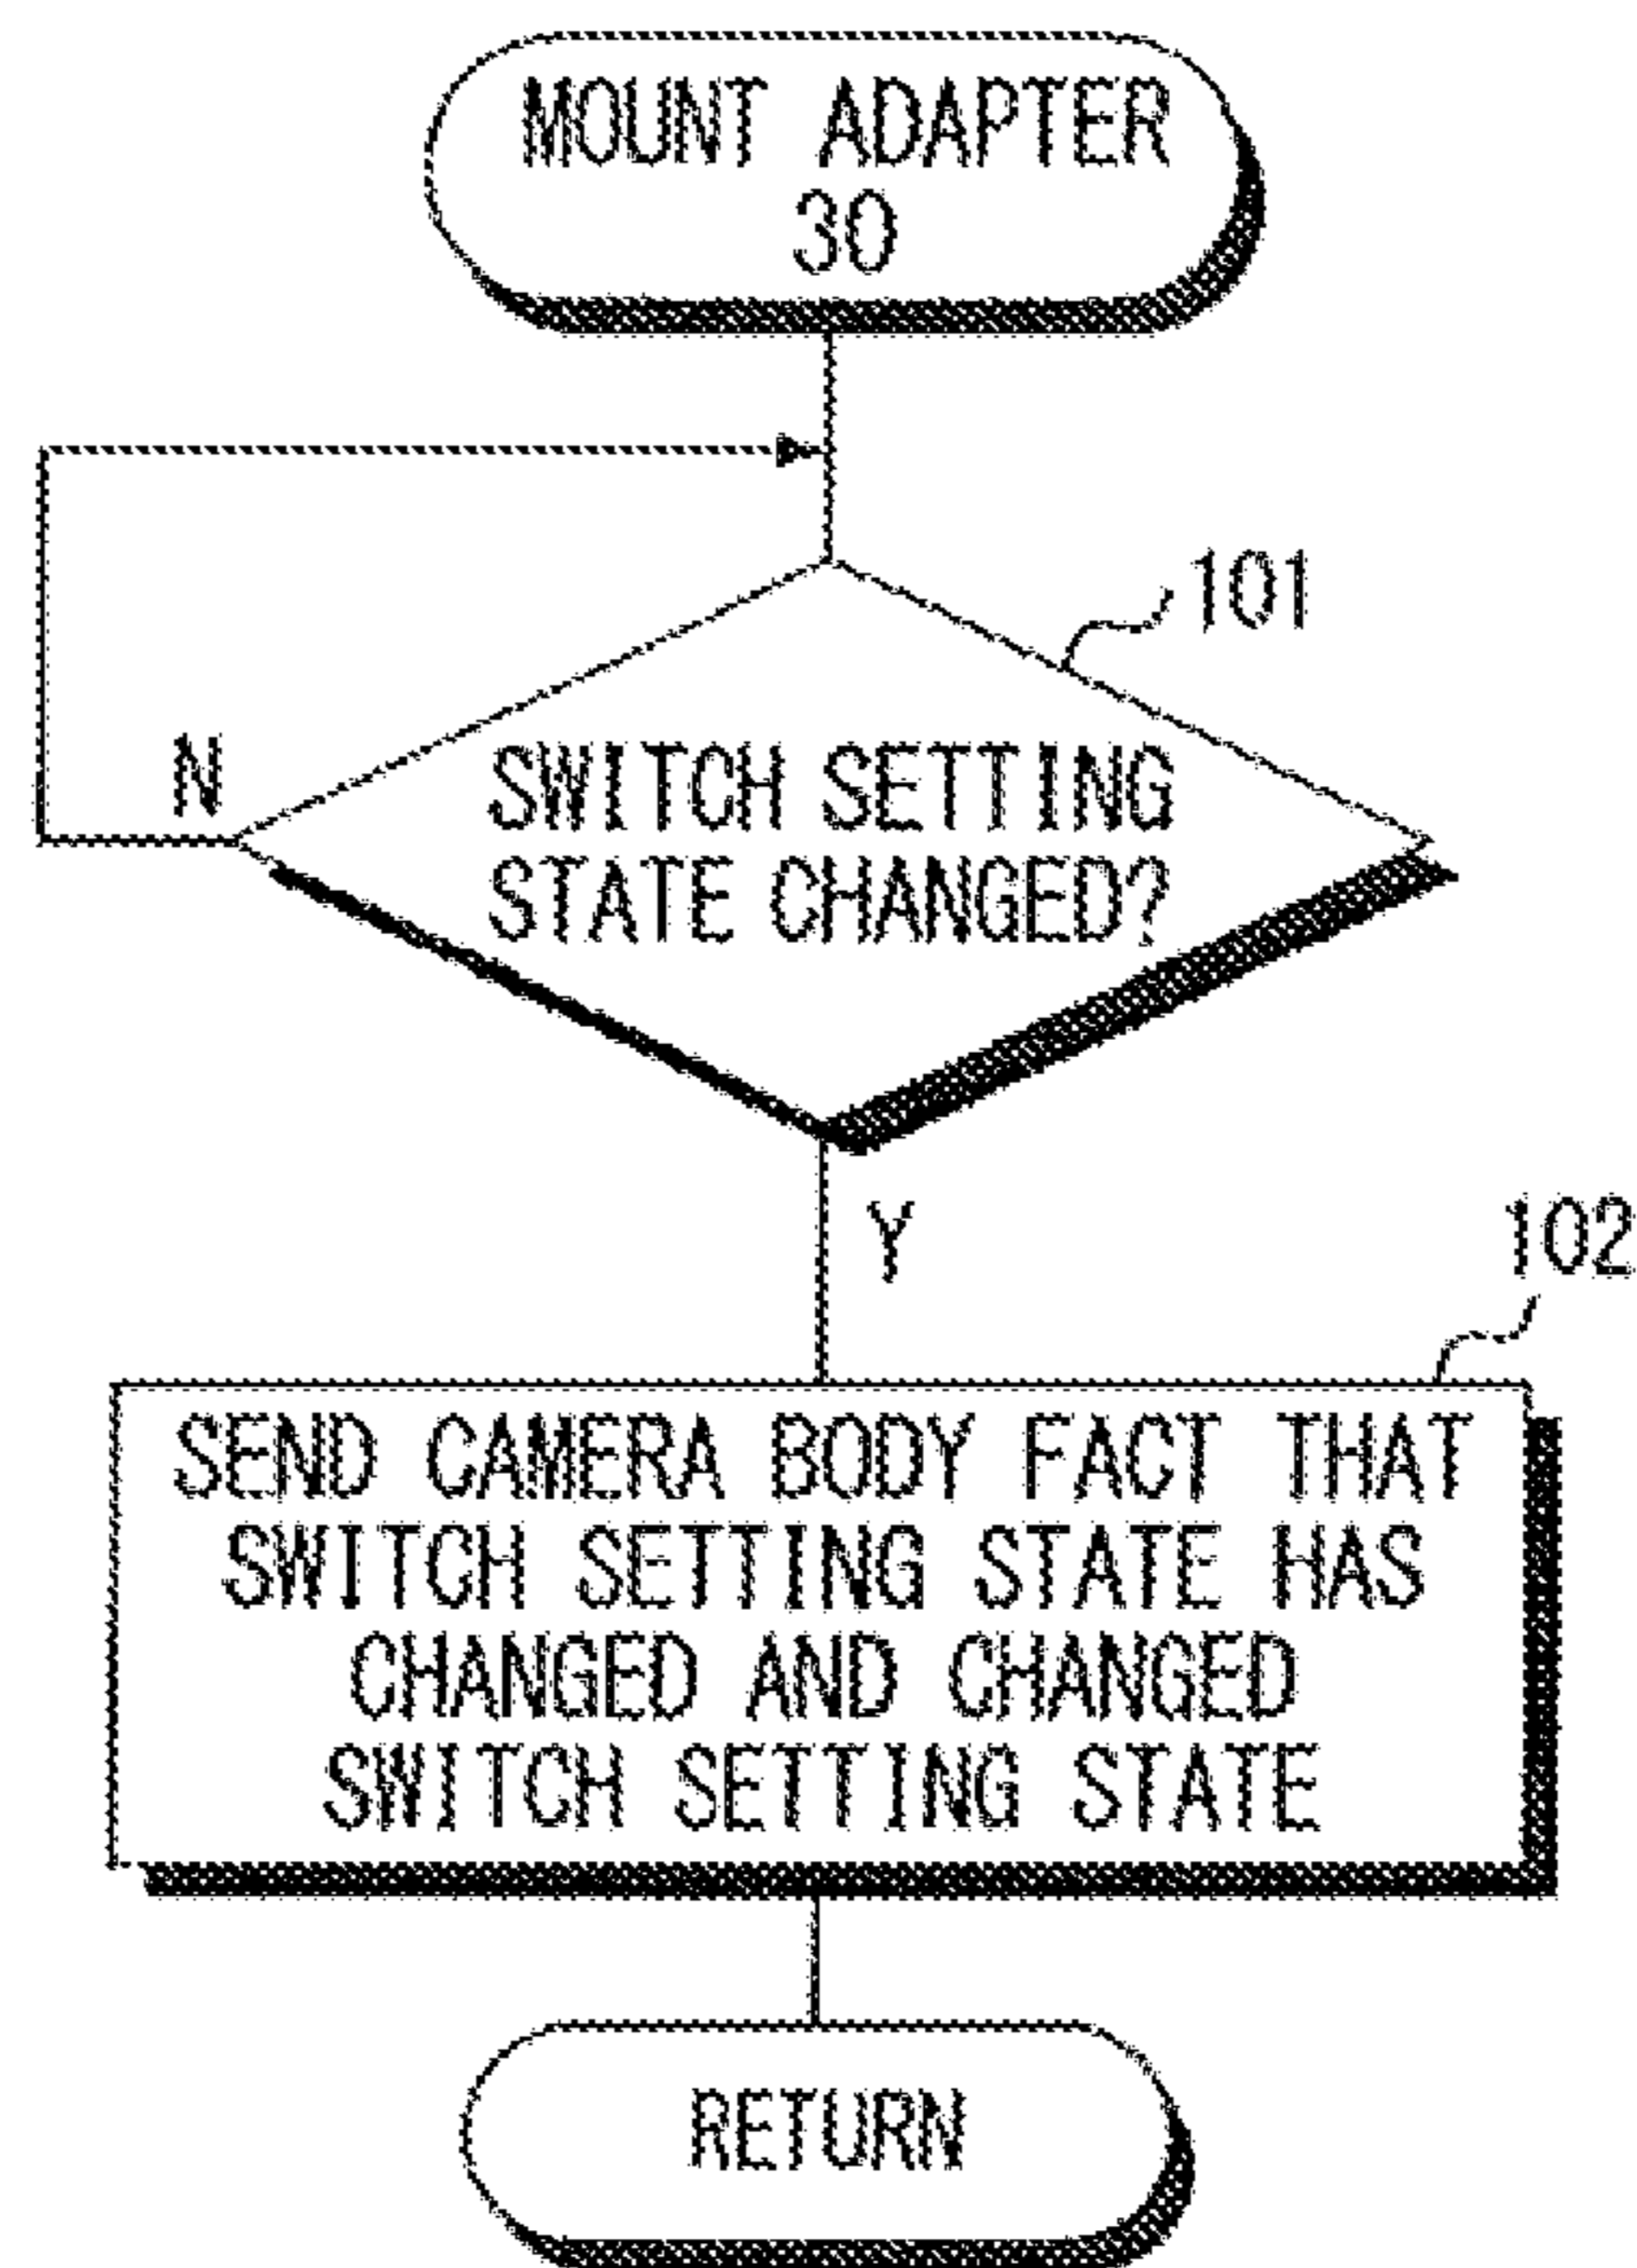 MOUNT ADAPTER
30
101
N
SWITCH SETTING
STATE CHANGED?
Y
102
SEND CAMERA BODY FACT THAT
SWITCH SETTING STATE HAS
CHANGED AND CHANGED
SWITCH SETTING STATE
RETURN